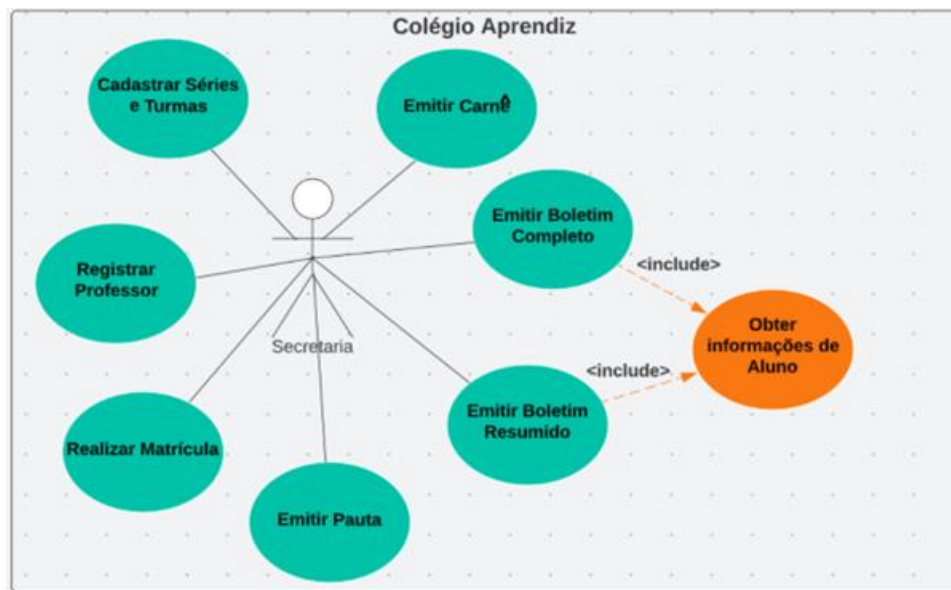 Colégio Aprendiz
Cadastrar Séries
e Turmas
Emitir Carnê
Emitir Boletim
Completo
<include>
Registrar
Professor
Obter
informações de
Aluno
Secretaria
<include>
Emitir Boletim
Resumido
Realizar Matrícula
Emitir Pauta